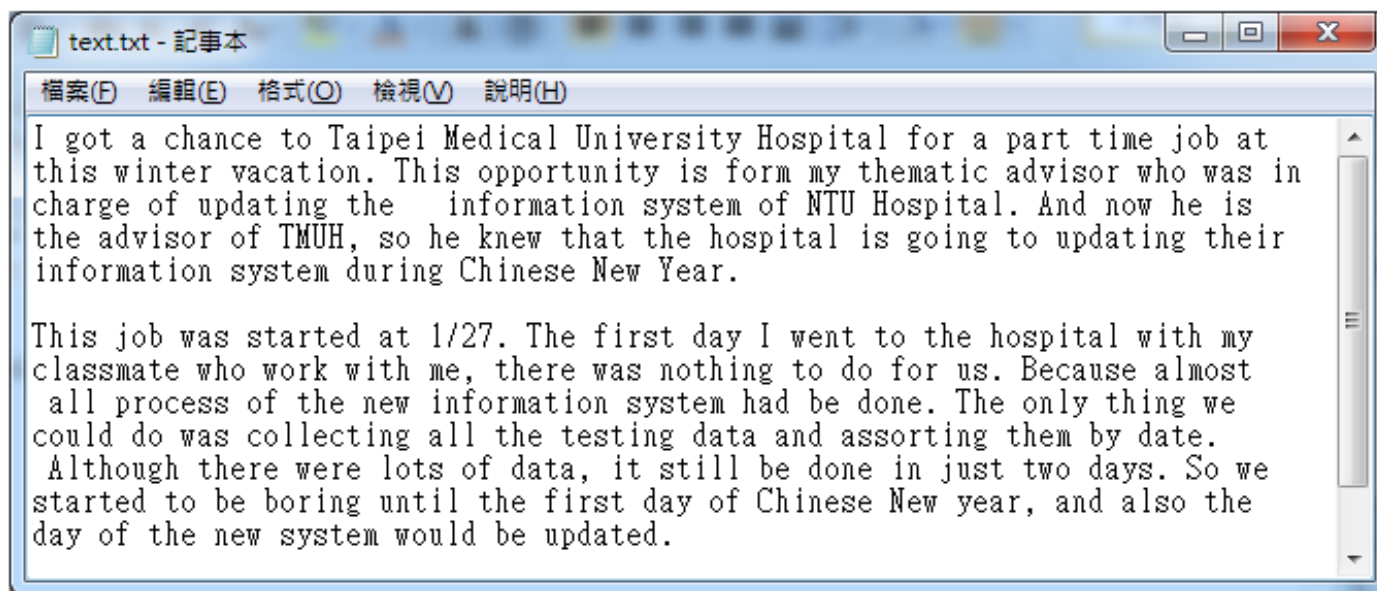 text.txt - 記事本
檔案(F) 編輯(E) 格式(O) 檢視(V) 說明(H)
I got a chance to Taipei Medical University Hospital for a part time job at
this winter vacation. This opportunity is form my thematic advisor who was in
charge of updating the   information system of NTU Hospital. And now he is
the advisor of TMUH, so he knew that the hospital is going to updating their
information system during Chinese New Year.

This job was started at 1/27. The first day I went to the hospital with my
classmate who work with me, there was nothing to do for us. Because almost
 all process of the new information system had be done. The only thing we
could do was collecting all the testing data and assorting them by date.
 Although there were lots of data, it still be done in just two days. So we
started to be boring until the first day of Chinese New year, and also the
day of the new system would be updated.